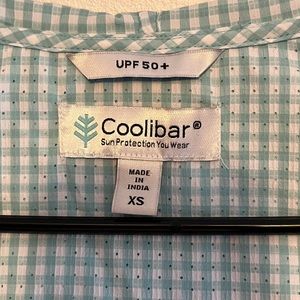 UPF 50+
Coolibar®
Sun Protection You Wear
MADE
IN
INDIA
XS